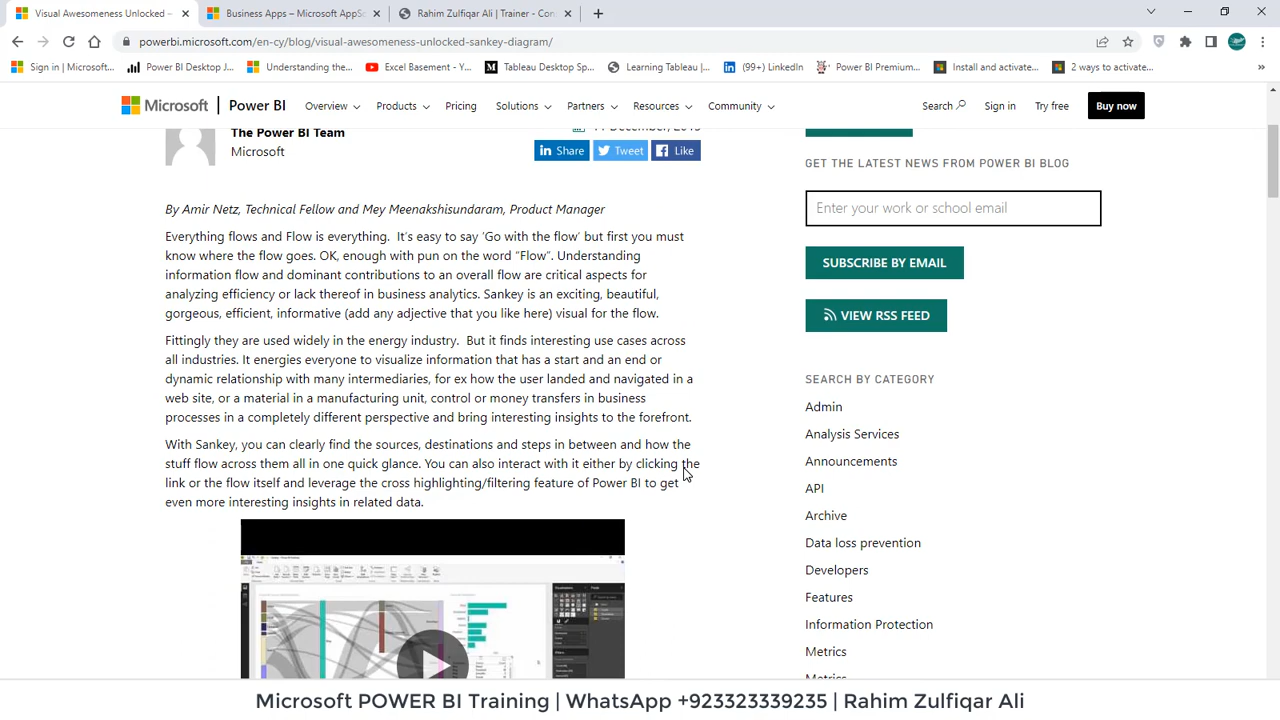 Visual Awesomeness Unlocked –
Business Apps – Microsoft AppSo
Rahim Zulfiqar Ali | Trainer - Con
powerbi.microsoft.com/en-cy/blog/visual-awesomeness-unlocked-sankey-diagram/
Sign in | Microsoft...
Power BI Desktop J...
Understanding the...
Excel Basement - Y...
Tableau Desktop Sp...
Learning Tableau |...
(99+) LinkedIn
Power BI Premium...
Install and activate...
2 ways to activate...
»
Microsoft
Power BI
Overview
Products
Pricing
Solutions
Partners
Resources
Community
Search
Sign in
Try free
Buy now
The Power BI Team
Microsoft
Share
Tweet
Like
By Amir Netz, Technical Fellow and Mey Meenakshisundaram, Product Manager
Everything flows and Flow is everything. It's easy to say 'Go with the flow' but first you must
know where the flow goes. OK, enough with pun on the word "Flow". Understanding
information flow and dominant contributions to an overall flow are critical aspects for
analyzing efficiency or lack thereof in business analytics. Sankey is an exciting, beautiful,
gorgeous, efficient, informative (add any adjective that you like here) visual for the flow.
Fittingly they are used widely in the energy industry. But it finds interesting use cases across
all industries. It energies everyone to visualize information that has a start and an end or
dynamic relationship with many intermediaries, for ex how the user landed and navigated in a
web site, or a material in a manufacturing unit, control or money transfers in business
processes in a completely different perspective and bring interesting insights to the forefront.
With Sankey, you can clearly find the sources, destinations and steps in between and how the
stuff flow across them all in one quick glance. You can also interact with it either by clicking the
link or the flow itself and leverage the cross highlighting/filtering feature of Power BI to get
even more interesting insights in related data.
GET THE LATEST NEWS FROM POWER BI BLOG
Enter your work or school email
SUBSCRIBE BY EMAIL
VIEW RSS FEED
SEARCH BY CATEGORY
Admin
Analysis Services
Announcements
API
Archive
Data loss prevention
Developers
Features
Information Protection
Metrics
Microsoft POWER BI Training | WhatsApp +923323339235 | Rahim Zulfiqar Ali